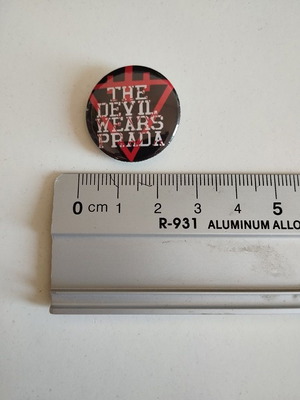 THE
DEVIL
WEARS
PRADA
0 cm 1 2 3 4 5
R-931 ALUMINUM ALLO